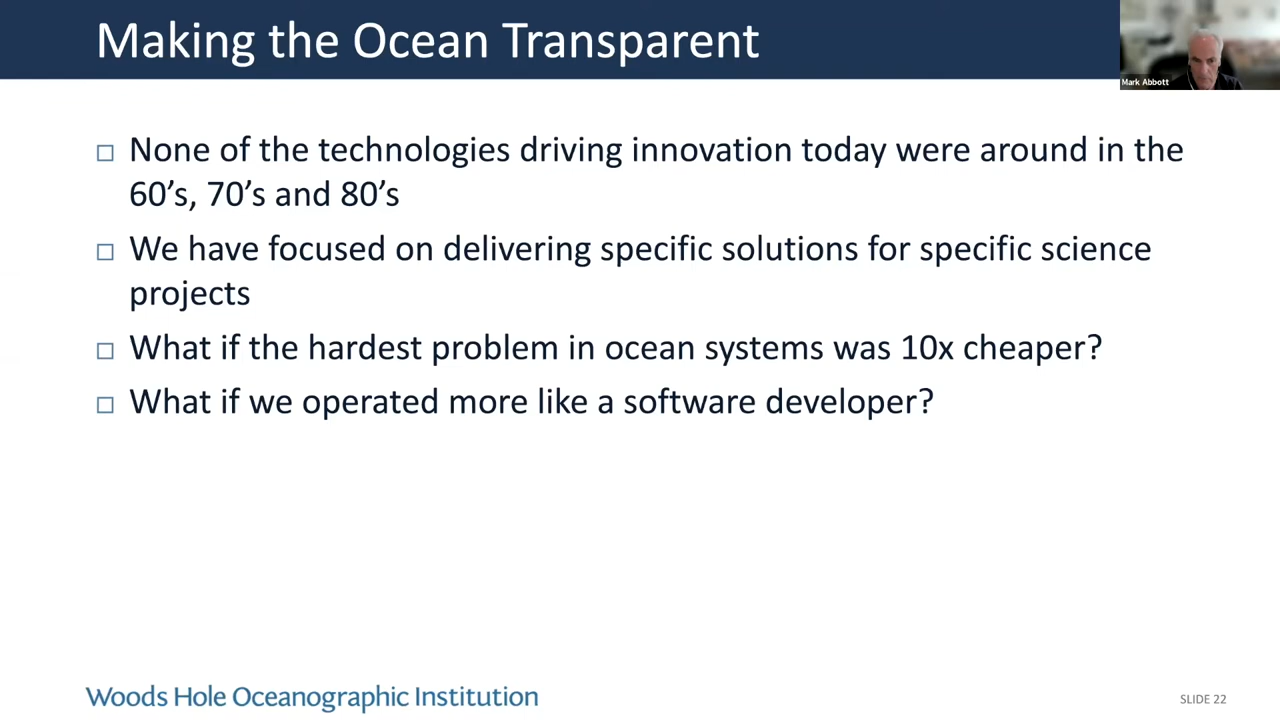 Making the Ocean Transparent
Mark Abbott
None of the technologies driving innovation today were around in the
60’s, 70’s and 80’s
We have focused on delivering specific solutions for specific science
projects
What if the hardest problem in ocean systems was 10x cheaper?
What if we operated more like a software developer?
Woods Hole Oceanographic Institution
SLIDE 22